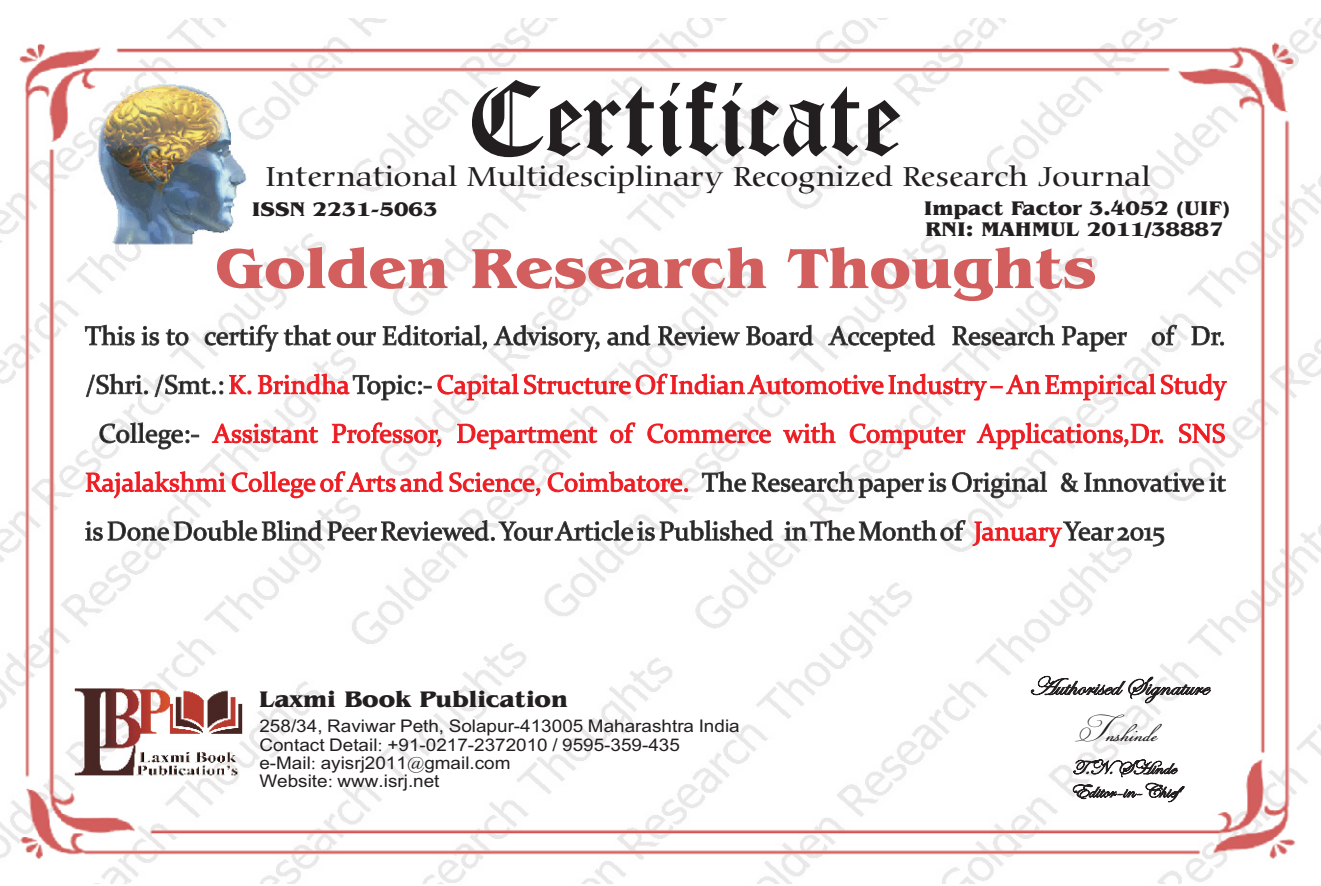 Certificate
International Multidesciplinary Recognized Research Journal
ISSN 2231-5063
Impact Factor 3.4052 (UIF)
RNI: MAHMUL 2011/38887
Golden Research Thoughts
This is to certify that our Editorial, Advisory, and Review Board Accepted Research Paper of Dr.
/Shri. /Smt.: K. Brindha Topic:- Capital Structure Of Indian Automotive Industry – An Empirical Study
College:- Assistant Professor, Department of Commerce with Computer Applications,Dr. SNS
Rajalakshmi College of Arts and Science, Coimbatore. The Research paper is Original & Innovative it
is Done Double Blind Peer Reviewed. Your Article is Published in The Month of January Year 2015
LBP
Laxmi Book
Publication's
Laxmi Book Publication
258/34, Raviwar Peth, Solapur-413005 Maharashtra India
Contact Detail: +91-0217-2372010 / 9595-359-435
e-Mail: ayisrj2011@gmail.com
Website: www.isrj.net
Authorised Signature
Tnshinde
T.N. SHinde
Editor-in- Chief